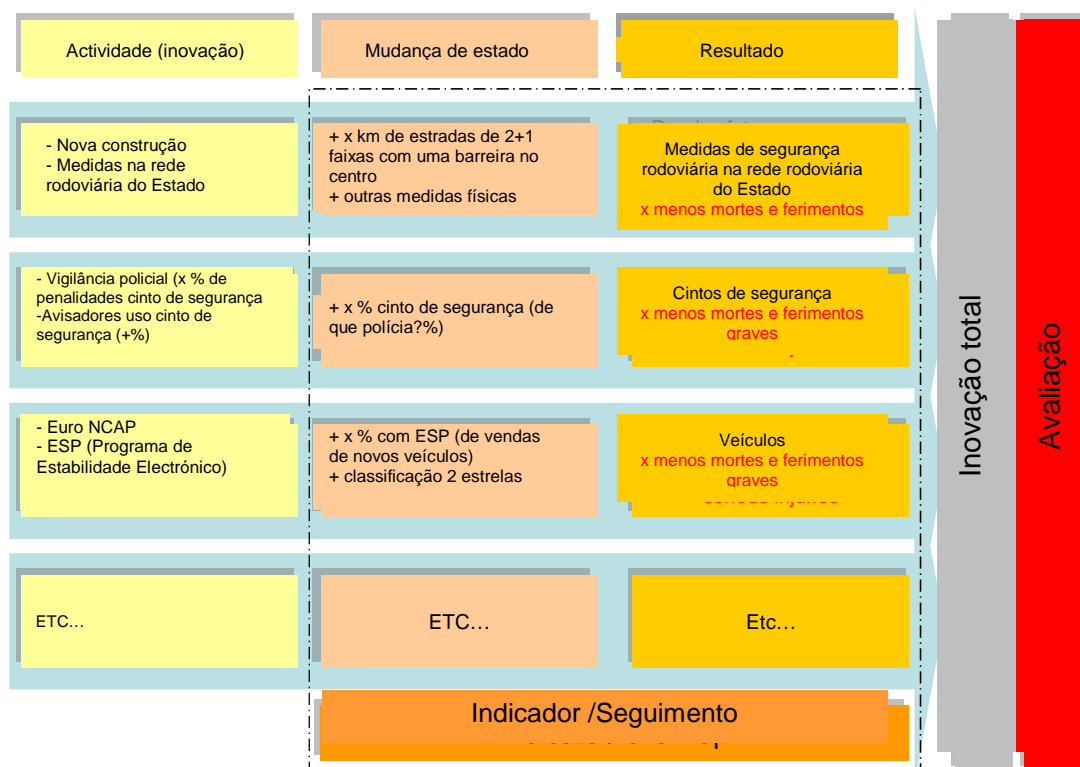 Actividade (inovação)
Mudança de estado
Resultado
- Nova construção
- Medidas na rede
rodoviária do Estado
+ x km de estradas de 2+1
faixas com uma barreira no
centro
+ outras medidas físicas
Medidas de segurança
rodoviária na rede rodoviária
do Estado
x menos mortes e ferimentos
- Vigilância policial (x % de
penalidades cinto de segurança
-Avisadores uso cinto de
segurança (+%)
+ x % cinto de segurança (de
que polícia?%)
Cintos de segurança
x menos mortes e ferimentos
graves
- Euro NCAP
- ESP (Programa de
Estabilidade Electrónico)
+ x % com ESP (de vendas
de novos veículos)
+ classificação 2 estrelas
Veículos
x menos mortes e ferimentos
graves
ETC…
ETC…
Etc…
Indicador /Seguimento
Inovação total
Avaliação